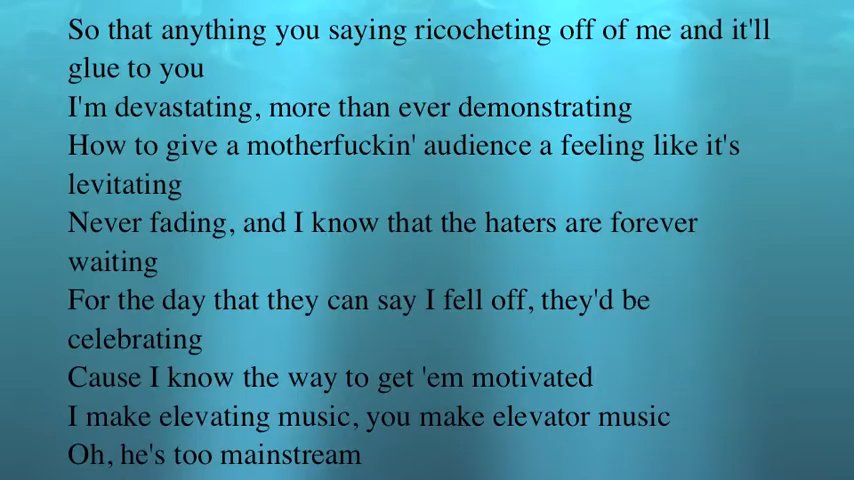 So that anything you saying ricocheting off of me and it'll
glue to you
I'm devastating, more than ever demonstrating
How to give a motherfuckin' audience a feeling like it's
levitating
Never fading, and I know that the haters are forever
waiting
For the day that they can say I fell off, they'd be
celebrating
Cause I know the way to get 'em motivated
I make elevating music, you make elevator music
Oh, he's too mainstream